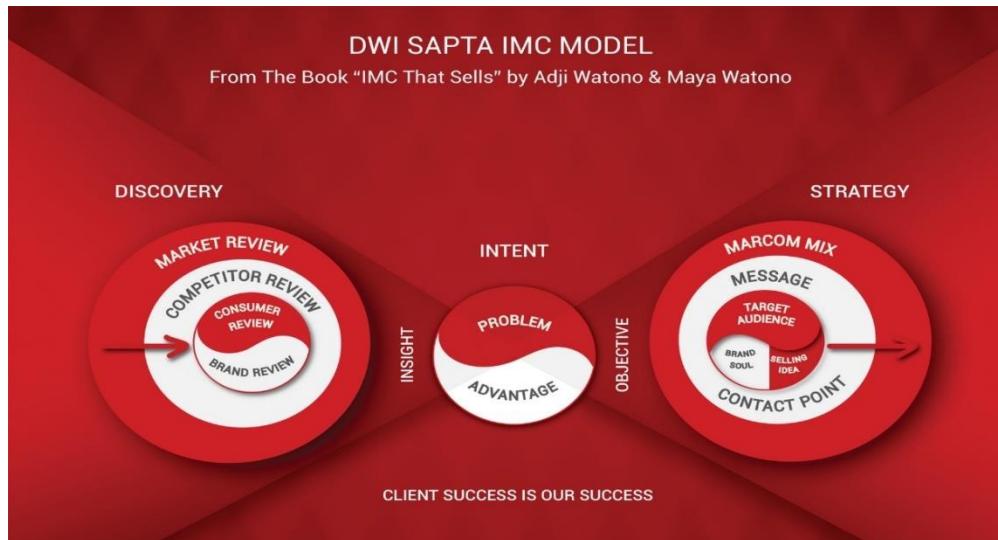 DWI SAPTA IMC MODEL
From The Book “IMC That Sells” by Adji Watono & Maya Watono
DISCOVERY
MARKET REVIEW
COMPETITOR REVIEW
CONSUMER
REVIEW
BRAND REVIEW
INSIGHT
INTENT
PROBLEM
ADVANTAGE
OBJECTIVE
STRATEGY
MARCOM MIX
MESSAGE
TARGET
AUDIENCE
BRAND
SOUL
SELLING
IDEA
CONTACT POINT
CLIENT SUCCESS IS OUR SUCCESS